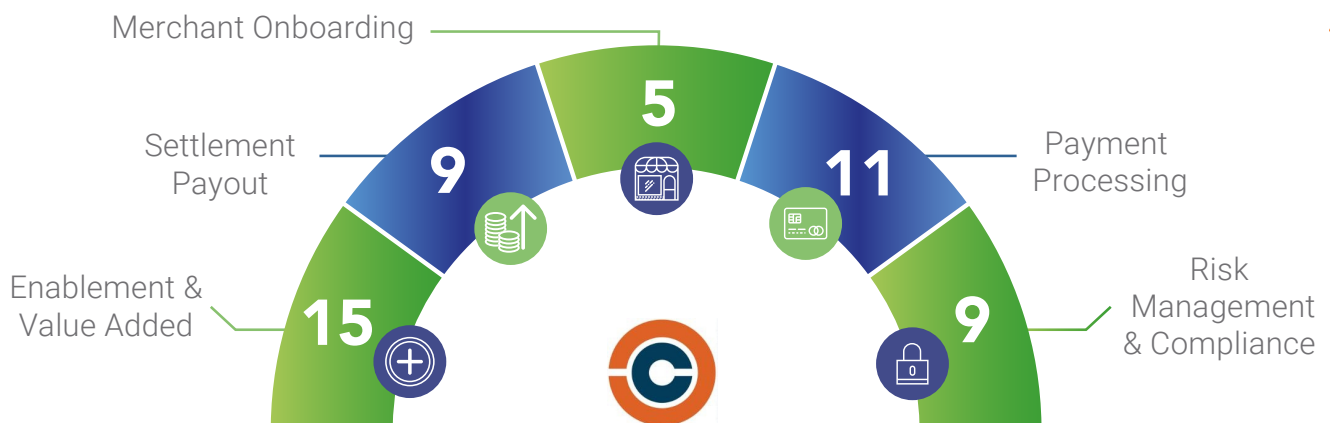 Merchant Onboarding
5
Settlement
Payout
9
11
Payment
Processing
Enablement &
Value Added
15
9
Risk
Management
& Compliance